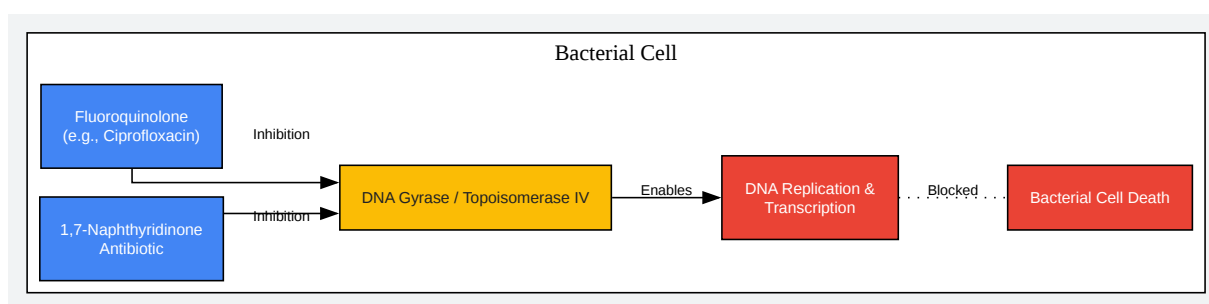 Bacterial Cell
Fluoroquinolone
(e.g., Ciprofloxacin)
Inhibition
1,7-Naphthyridinone
Antibiotic
Inhibition
DNA Gyrase / Topoisomerase IV
Enables
DNA Replication &
Transcription
Blocked
Bacterial Cell Death